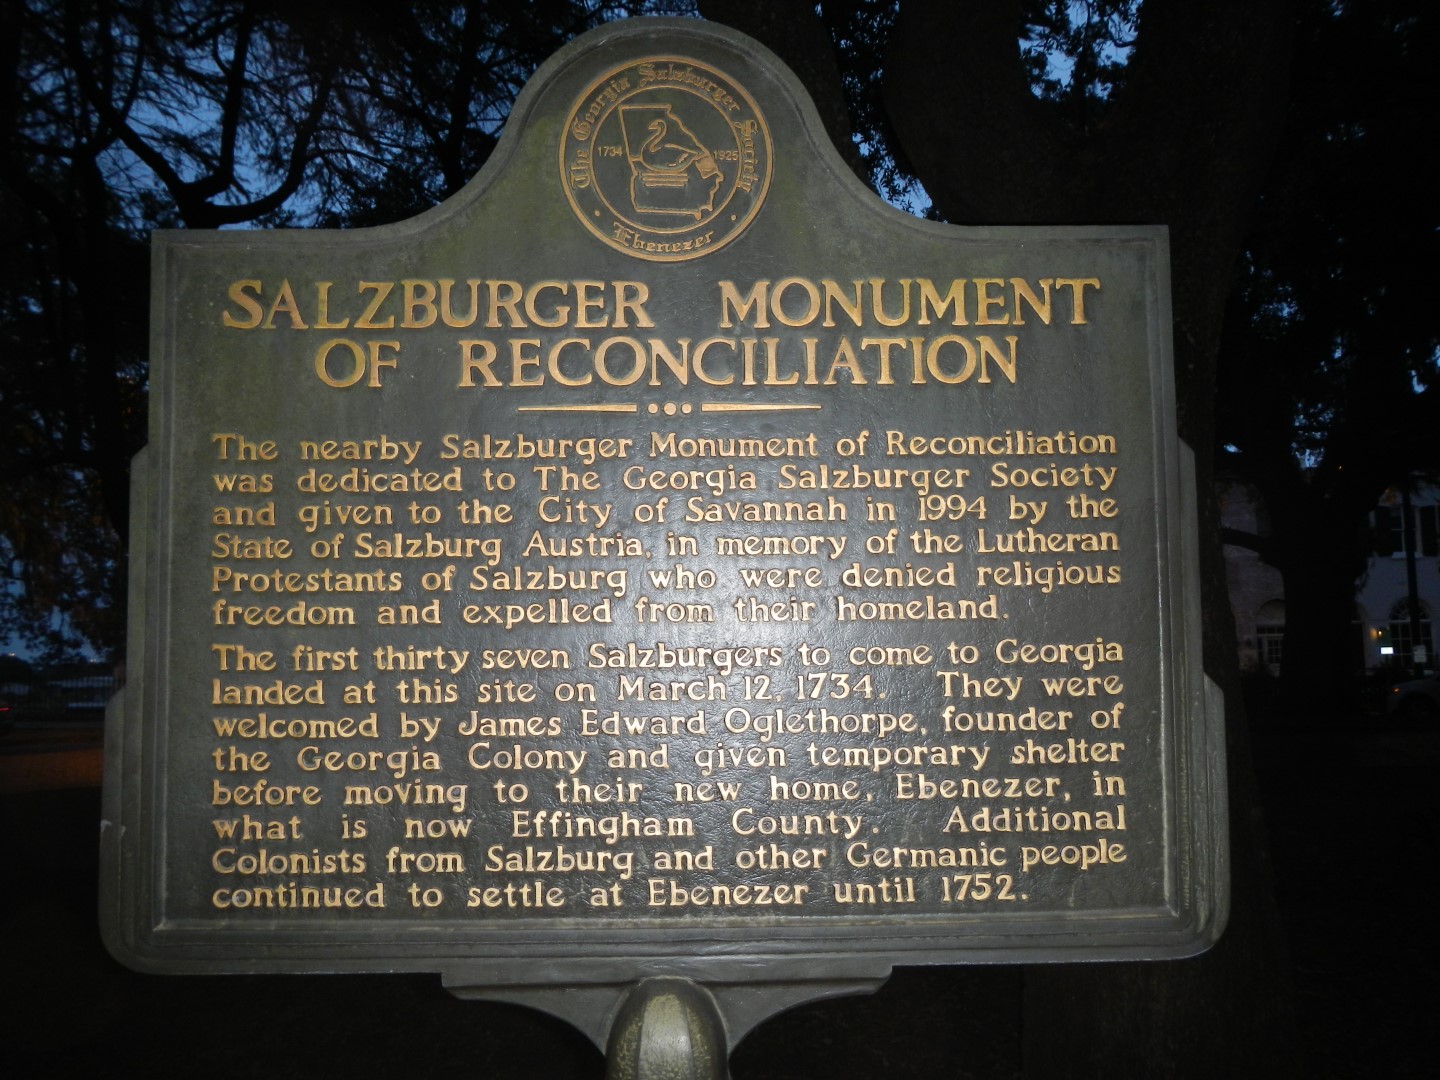 The Georgia Salzburger Society
1734
1925
Ebenezer
SALZBURGER MONUMENT
OF RECONCILIATION
The nearby Salzburger Monument of Reconciliation
was dedicated to The Georgia Salzburger Society
and given to the City of Savannah in 1994 by the
State of Salzburg Austria, in memory of the Lutheran
Protestants of Salzburg who were denied religious
freedom and expelled from their homeland.
The first thirty seven Salzburgers to come to Georgia
landed at this site on March 12, 1734. They were
welcomed by James Edward Oglethorpe, founder of
the Georgia Colony and given temporary shelter
before moving to their new home, Ebenezer, in
what is now Effingham County. Additional
Colonists from Salzburg and other Germanic people
continued to settle at Ebenezer until 1752.